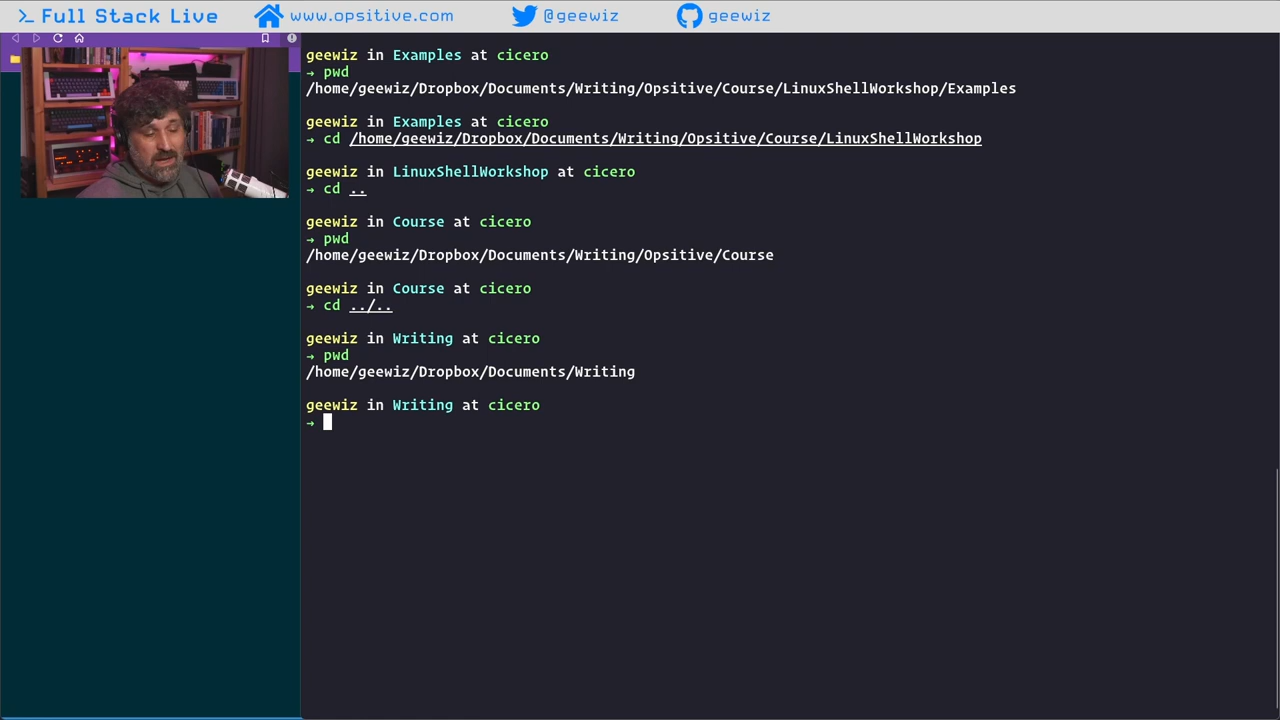 >_ Full Stack Live www.opsitive.com @geewiz geewiz
geewiz in Examples at cicero
→ pwd
/home/geewiz/Dropbox/Documents/Writing/Opsitive/Course/LinuxShellWorkshop/Examples
geewiz in Examples at cicero
→ cd /home/geewiz/Dropbox/Documents/Writing/Opsitive/Course/LinuxShellWorkshop
geewiz in LinuxShellWorkshop at cicero
→ cd ..
geewiz in Course at cicero
→ pwd
/home/geewiz/Dropbox/Documents/Writing/Opsitive/Course
geewiz in Course at cicero
→ cd ../..
geewiz in Writing at cicero
→ pwd
/home/geewiz/Dropbox/Documents/Writing
geewiz in Writing at cicero
→